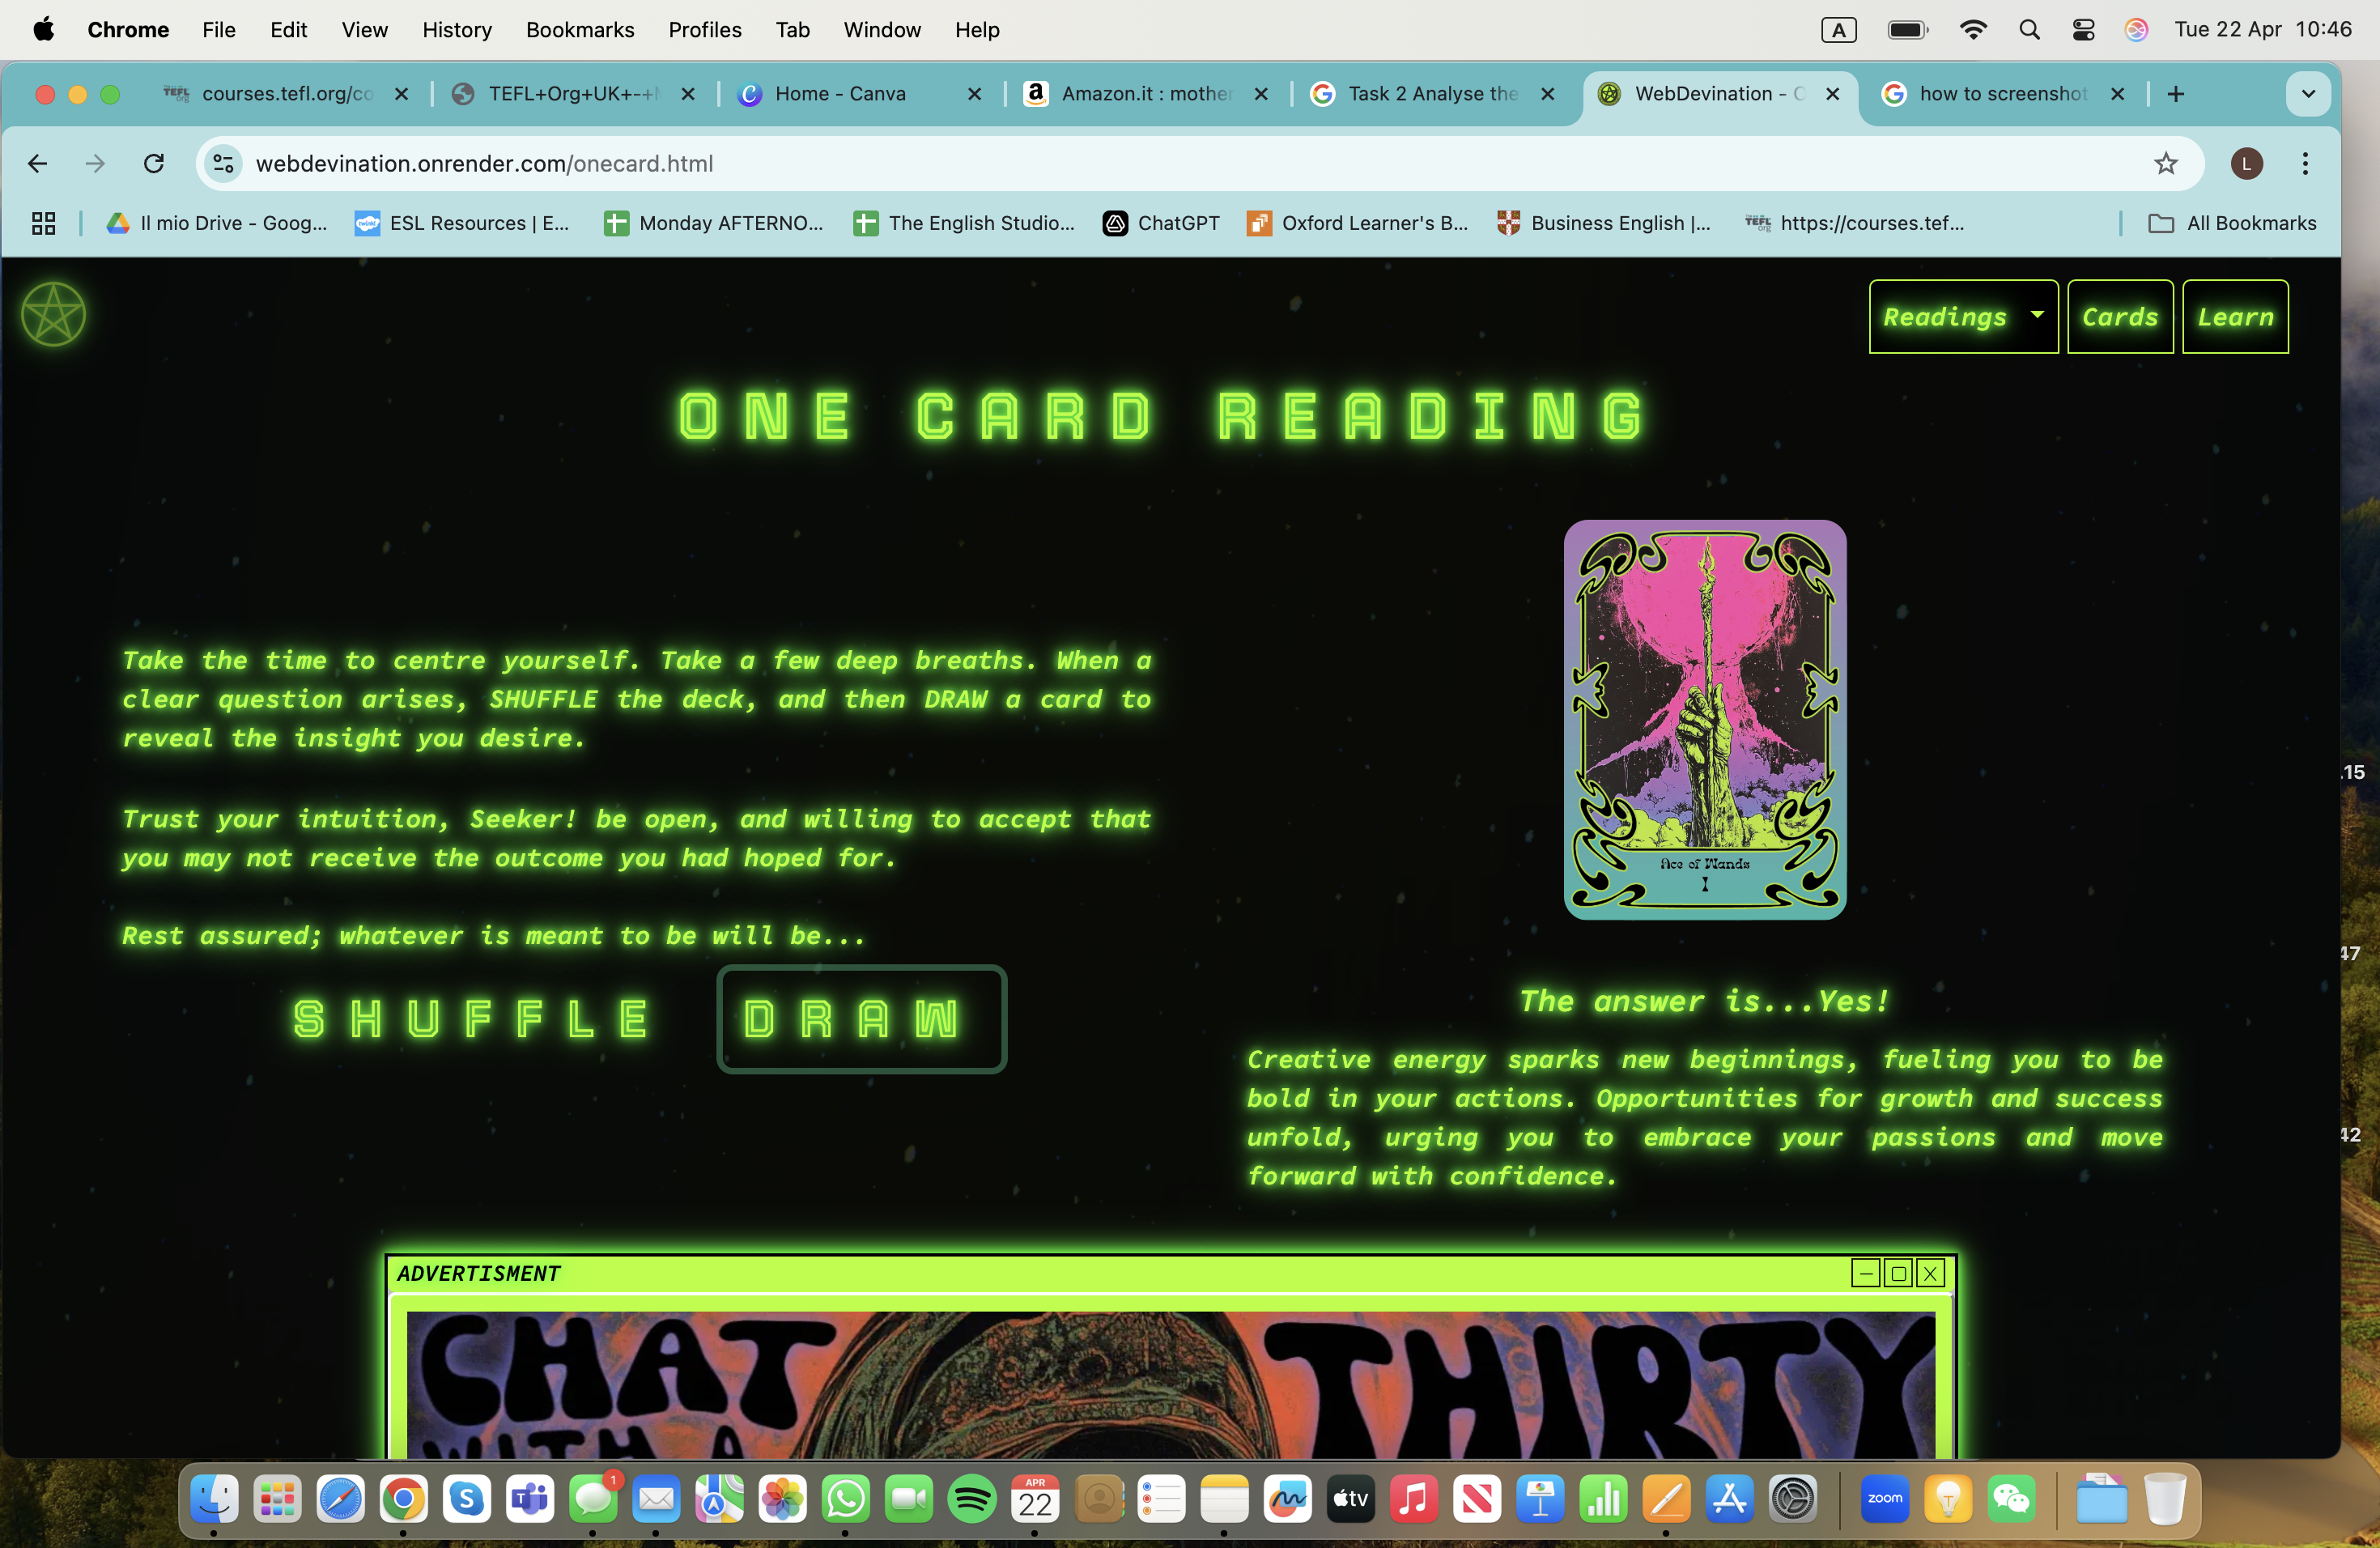 Chrome File Edit View History Bookmarks Profiles Tab Window Help A Tue 22 Apr 10:46
TEFL org courses.tefl.org/co TEFL+Org+UK+-+ Home - Canva Amazon.it : mother Task 2 Analyse the WebDevination - O how to screenshot
webdevination.onrender.com/onecard.html L
Il mio Drive - Goog... ESL Resources | E... Monday AFTERNO... The English Studio... ChatGPT Oxford Learner's B... Business English |... TEFL org https://courses.tef... All Bookmarks
Readings Cards Learn
ONE CARD READING
Take the time to centre yourself. Take a few deep breaths. When a
clear question arises, SHUFFLE the deck, and then DRAW a card to
reveal the insight you desire.
Trust your intuition, Seeker! be open, and willing to accept that
you may not receive the outcome you had hoped for.
Rest assured; whatever is meant to be will be...
SHUFFLE DRAW
Ace of Wands
I
The answer is...Yes!
Creative energy sparks new beginnings, fueling you to be
bold in your actions. Opportunities for growth and success
unfold, urging you to embrace your passions and move
forward with confidence.
.15
47
42
ADVERTISMENT
CHAT THIRTY
WITH A
1 APR 22 tv zoom